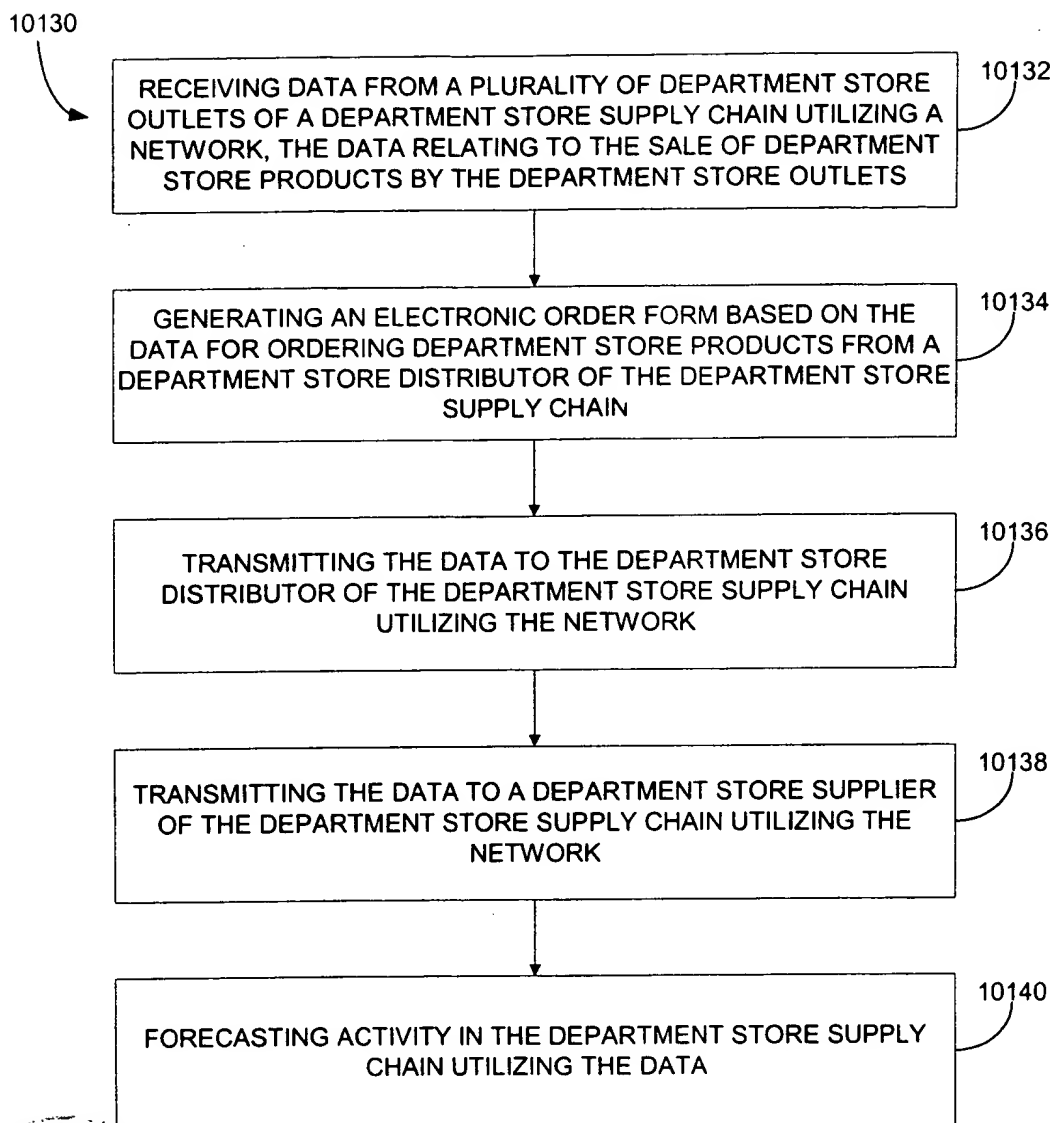 10130
RECEIVING DATA FROM A PLURALITY OF DEPARTMENT STORE
OUTLETS OF A DEPARTMENT STORE SUPPLY CHAIN UTILIZING A
NETWORK, THE DATA RELATING TO THE SALE OF DEPARTMENT
STORE PRODUCTS BY THE DEPARTMENT STORE OUTLETS
10132
GENERATING AN ELECTRONIC ORDER FORM BASED ON THE
DATA FOR ORDERING DEPARTMENT STORE PRODUCTS FROM A
DEPARTMENT STORE DISTRIBUTOR OF THE DEPARTMENT STORE
SUPPLY CHAIN
10134
TRANSMITTING THE DATA TO THE DEPARTMENT STORE
DISTRIBUTOR OF THE DEPARTMENT STORE SUPPLY CHAIN
UTILIZING THE NETWORK
10136
TRANSMITTING THE DATA TO A DEPARTMENT STORE SUPPLIER
OF THE DEPARTMENT STORE SUPPLY CHAIN UTILIZING THE
NETWORK
10138
FORECASTING ACTIVITY IN THE DEPARTMENT STORE SUPPLY
CHAIN UTILIZING THE DATA
10140